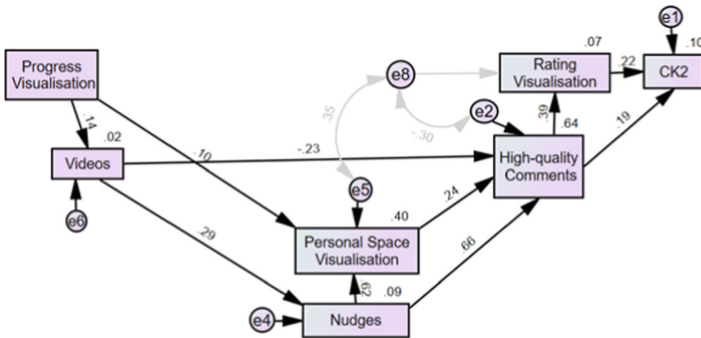 e1
.10
.07
Progress
Visualisation
e8
Rating
Visualisation
.22
CK2
.14
.35
e2
.39
.64
-.30
.19
.02
Videos
.10
-.23
High-quality
Comments
e6
e5
.24
.40
.29
Personal Space
Visualisation
.66
.62
.09
e4
Nudges